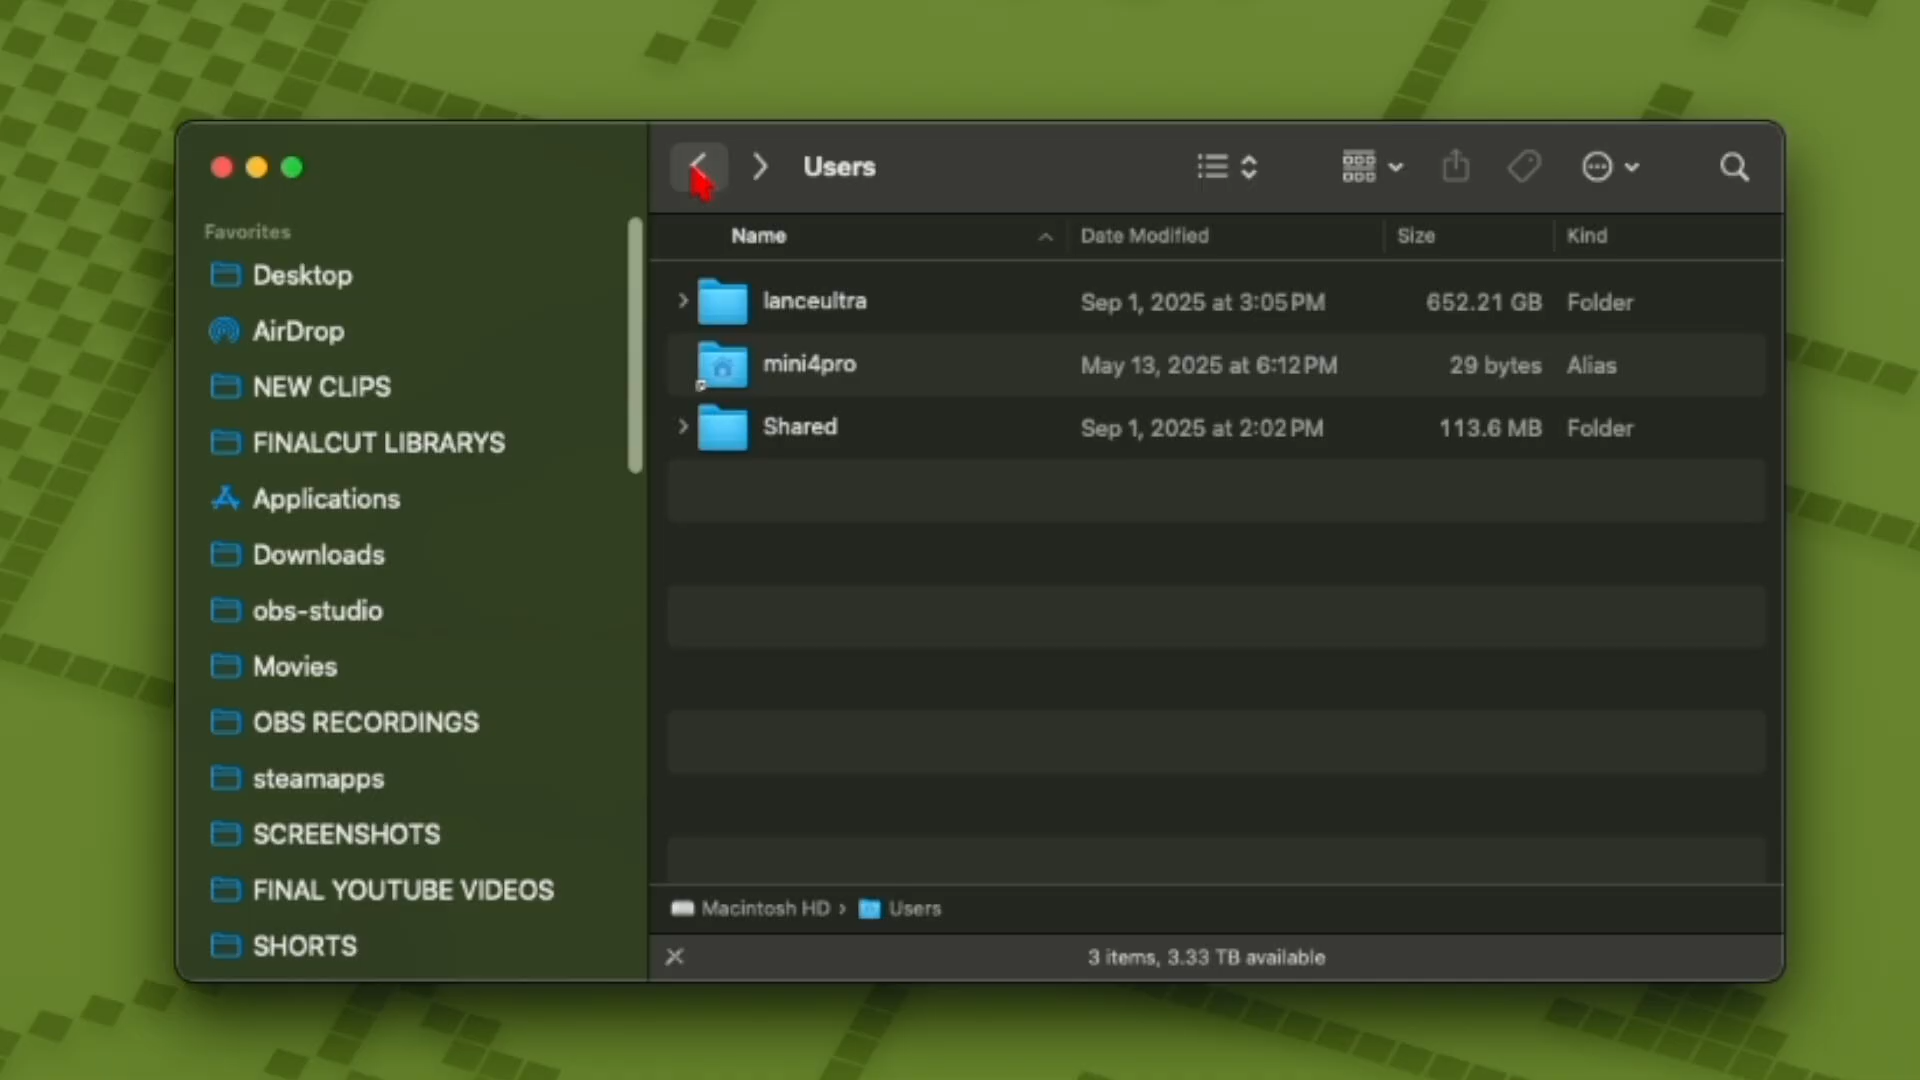 Users
Favorites
Desktop
AirDrop
NEW CLIPS
FINALCUT LIBRARYS
Applications
Downloads
obs-studio
Movies
OBS RECORDINGS
steamapps
SCREENSHOTS
FINAL YOUTUBE VIDEOS
SHORTS
Name Date Modified Size Kind
lanceultra Sep 1, 2025 at 3:05 PM 652.21 GB Folder
mini4pro May 13, 2025 at 6:12 PM 29 bytes Alias
Shared Sep 1, 2025 at 2:02 PM 113.6 MB Folder
Macintosh HD › Users
3 items, 3.33 TB available